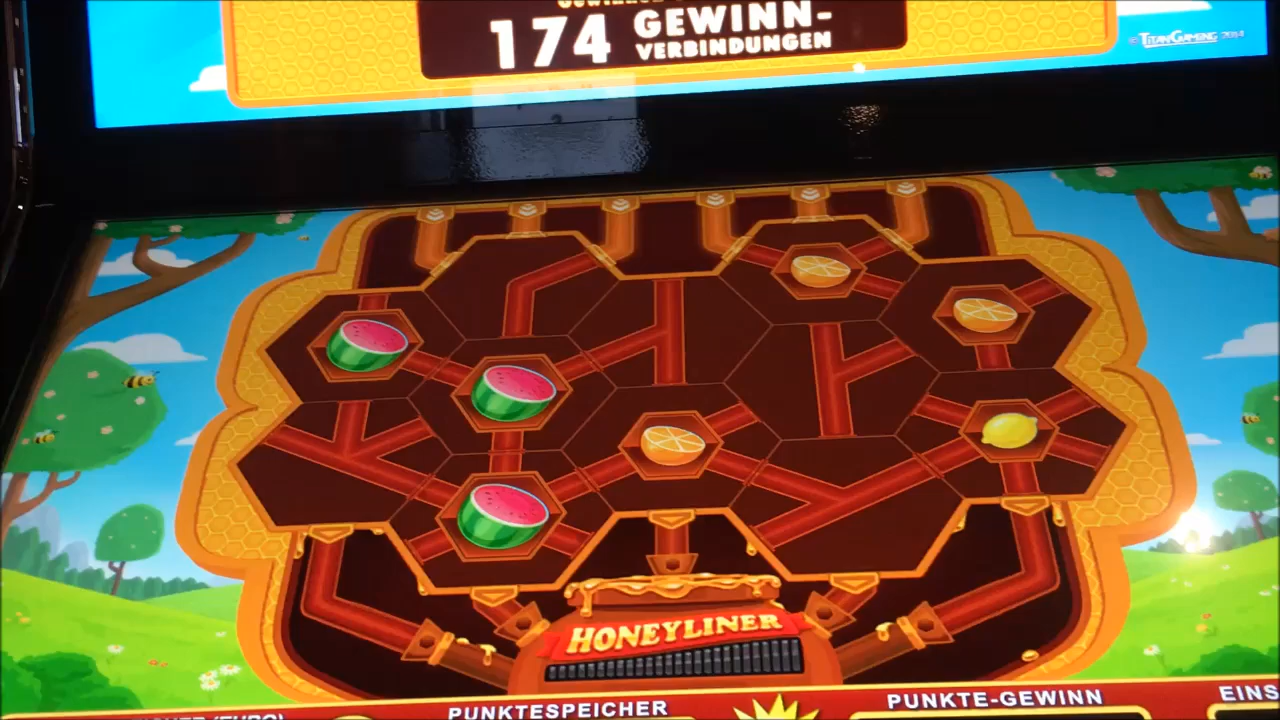 174 GEWINN-
VERBINDUNGEN
© TITANGAMING 2014
HONEYLINER
PUNKTESPEICHER
PUNKTE-GEWINN
EINS